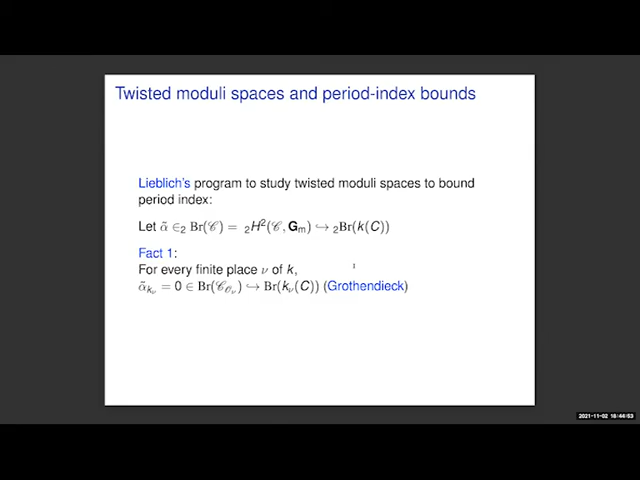 Twisted moduli spaces and period-index bounds
Lieblich's program to study twisted moduli spaces to bound
period index:
Let α̃ ∈₂ Br(𝒞) = ₂H²(𝒞, 𝐆ₘ) ↪ ₂Br(k(C))
Fact 1:
For every finite place ν of k,
α̃_{k_ν} = 0 ∈ Br(𝒞_{𝒪_ν}) ↪ Br(k_ν(C)) (Grothendieck)
2021-11-02 18:44:53